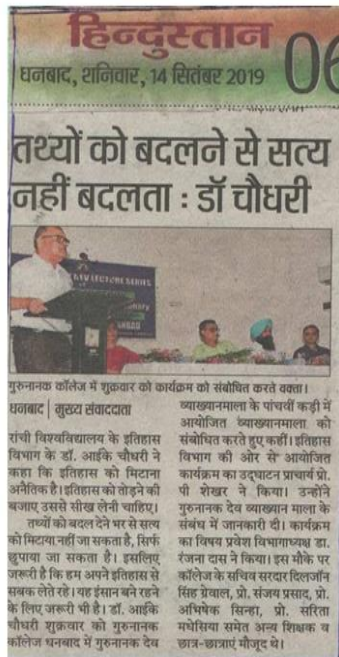 हिन्दुस्तान
धनबाद, शनिवार, 14 सितंबर 2019
06
तथ्यों को बदलने से सत्य
नहीं बदलता : डॉ चौधरी
LECTURE SERIES
गुरुनानक कॉलेज में शुक्रवार को कार्यक्रम को संबोधित करते वक्ता।
धनबाद | मुख्य संवाददाता
रांची विश्वविद्यालय के इतिहास
विभाग के डॉ. आईके चौधरी ने
कहा कि इतिहास को मिटाना
अनैतिक है। इतिहास को तोड़ने की
बजाए उससे सीख लेनी चाहिए।
तथ्यों को बदल देने भर से सत्य
को मिटाया नहीं जा सकता है, सिर्फ
छुपाया जा सकता है। इसलिए
जरूरी है कि हम अपने इतिहास से
सबक लेते रहे। यह इंसान बने रहने
के लिए जरूरी भी है। डॉ. आईके
चौधरी शुक्रवार को गुरुनानक
कॉलेज धनबाद में गुरुनानक देव
व्याख्यानमाला के पांचवीं कड़ी में
आयोजित व्याख्यानमाला को
संबोधित करते हुए कहीं। इतिहास
विभाग की ओर से आयोजित
कार्यक्रम का उद्घाटन प्राचार्य प्रो.
पी शेखर ने किया। उन्होंने
गुरुनानक देव व्याख्यान माला के
संबंध में जानकारी दी। कार्यक्रम
का विषय प्रवेश विभागाध्यक्ष डा.
रंजना दास ने किया। इस मौके पर
कॉलेज के सचिव सरदार दिलजॉन
सिंह ग्रेवाल, प्रो. संजय प्रसाद, प्रो.
अभिषेक सिन्हा, प्रो. सरिता
मधेसिया समेत अन्य शिक्षक व
छात्र-छात्राएं मौजूद थे।